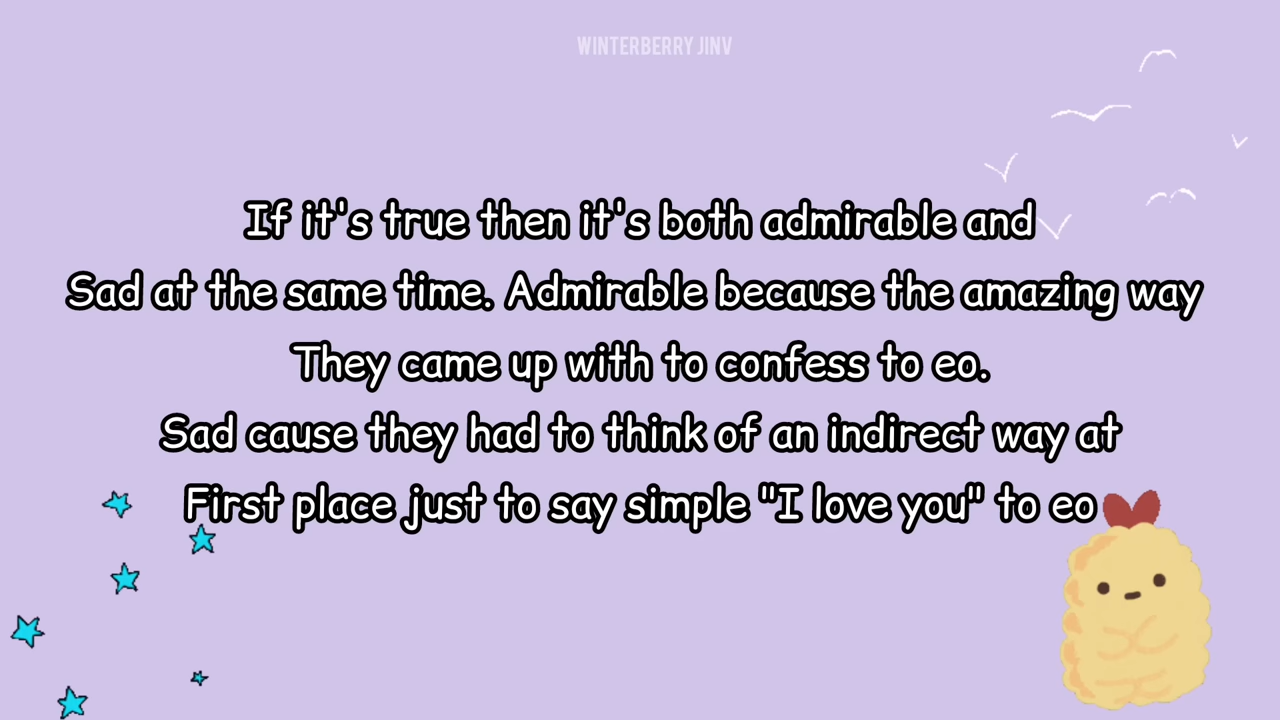 WINTERBERRY JINV
If it's true then it's both admirable and
Sad at the same time. Admirable because the amazing way
They came up with to confess to eo.
Sad cause they had to think of an indirect way at
First place just to say simple "I love you" to eo